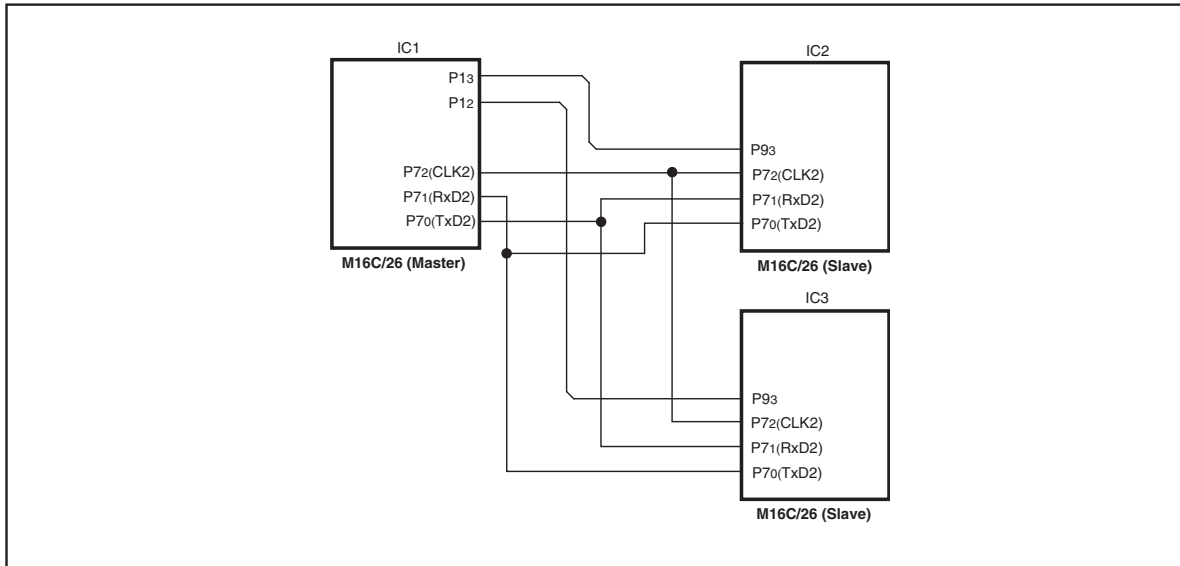 IC1
P13
P12
P72(CLK2)
P71(RxD2)
P70(TxD2)
M16C/26 (Master)
IC2
P93
P72(CLK2)
P71(RxD2)
P70(TxD2)
M16C/26 (Slave)
IC3
P93
P72(CLK2)
P71(RxD2)
P70(TxD2)
M16C/26 (Slave)